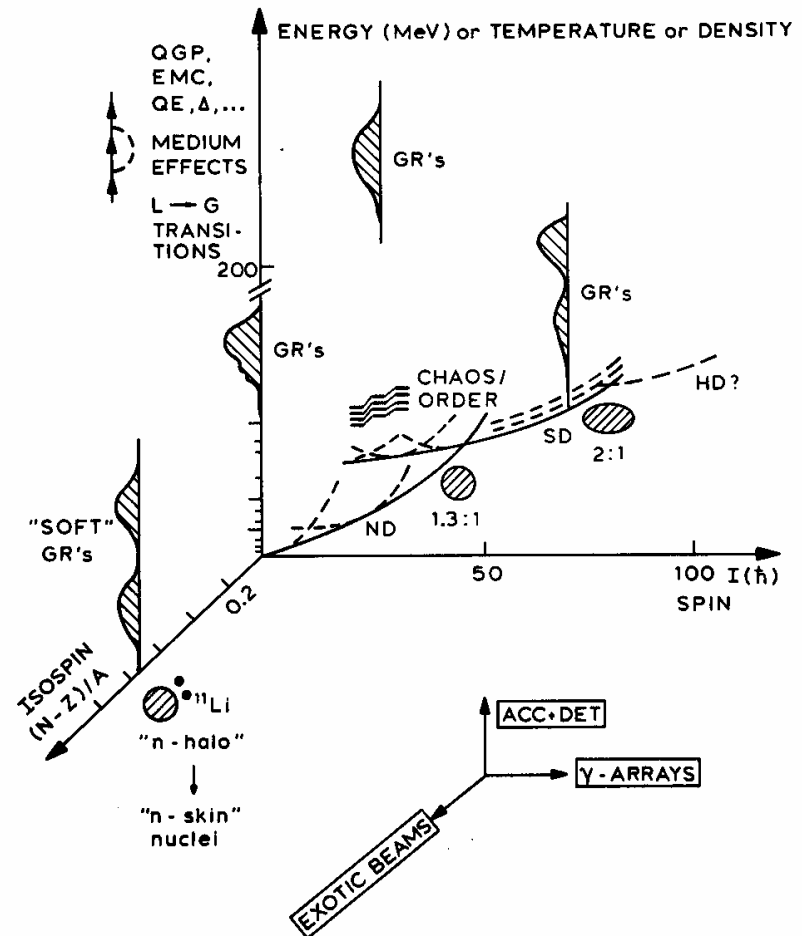 ENERGY (MeV) or TEMPERATURE or DENSITY
QGP,
EMC,
QE, Δ, ...
MEDIUM
EFFECTS
L → G
TRANSI-
TIONS
200
GR's
GR's
GR's
CHAOS/
ORDER
HD?
SD
2:1
ND
1.3:1
"SOFT"
GR's
50
100
I(ħ)
SPIN
0.2
ISOSPIN
(N-Z)/A
¹¹Li
"n-halo"
"n-skin"
nuclei
ACC+DET
γ-ARRAYS
EXOTIC BEAMS